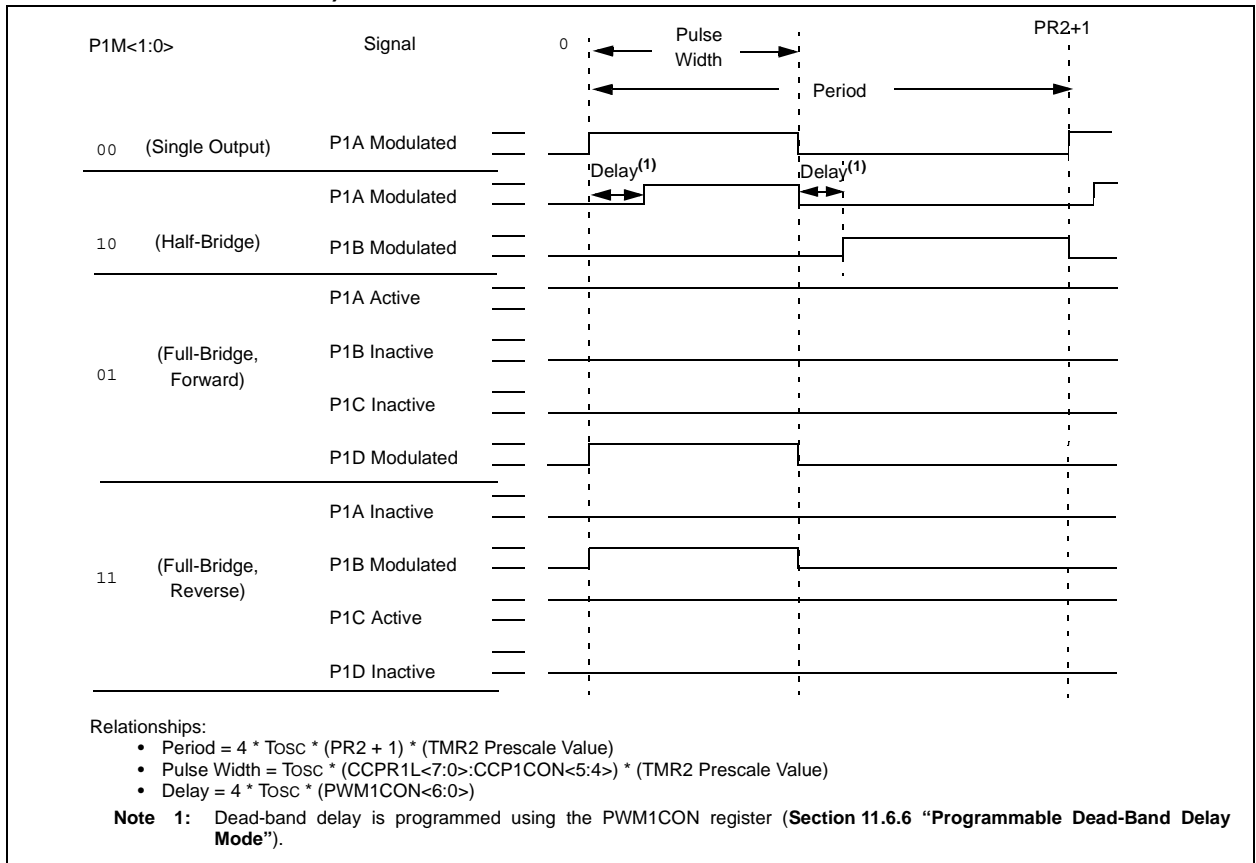 P1M<1:0> Signal 0 Pulse Width PR2+1
Period
00 (Single Output) P1A Modulated
Delay(1) Delay(1)
P1A Modulated
10 (Half-Bridge) P1B Modulated
P1A Active
01 (Full-Bridge, Forward) P1B Inactive
P1C Inactive
P1D Modulated
P1A Inactive
11 (Full-Bridge, Reverse) P1B Modulated
P1C Active
P1D Inactive
Relationships:
• Period = 4 * TOSC * (PR2 + 1) * (TMR2 Prescale Value)
• Pulse Width = TOSC * (CCPR1L<7:0>:CCP1CON<5:4>) * (TMR2 Prescale Value)
• Delay = 4 * TOSC * (PWM1CON<6:0>)
Note 1: Dead-band delay is programmed using the PWM1CON register (Section 11.6.6 “Programmable Dead-Band Delay
Mode”).